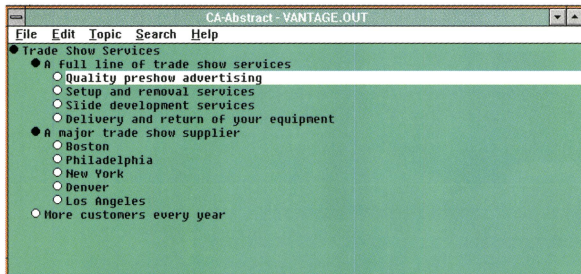 CA-Abstract - VANTAGE.OUT
File Edit Topic Search Help
Trade Show Services
A full line of trade show services
Quality preshow advertising
Setup and removal services
Slide development services
Delivery and return of your equipment
A major trade show supplier
Boston
Philadelphia
New York
Denver
Los Angeles
More customers every year